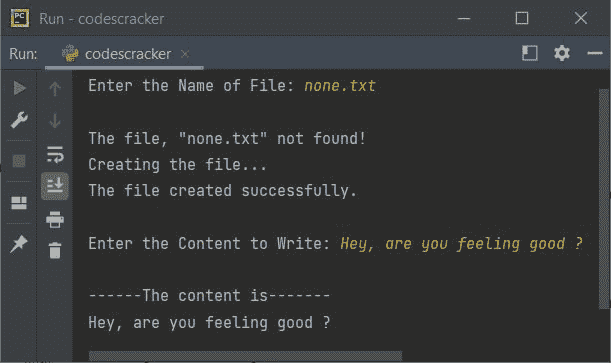 PC Run - codescracker
Run: codescracker
Enter the Name of File: none.txt
The file, "none.txt" not found!
Creating the file...
The file created successfully.
Enter the Content to Write: Hey, are you feeling good ?
------The content is-------
Hey, are you feeling good ?